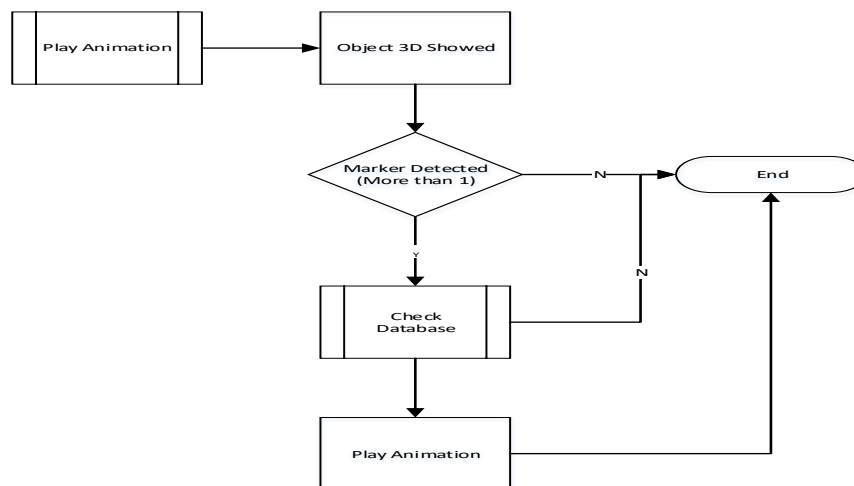 Play Animation
Object 3D Showed
Marker Detected
(More than 1)
N
End
Y
N
Check
Database
Play Animation